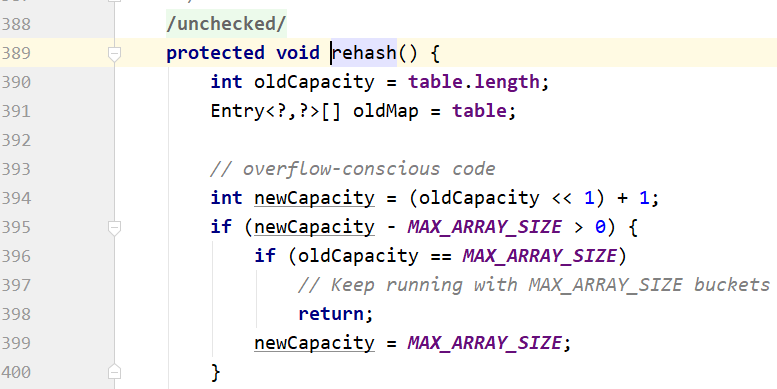 388 /unchecked/
389 protected void rehash() {
390 int oldCapacity = table.length;
391 Entry<?,?>[] oldMap = table;
392
393 // overflow-conscious code
394 int newCapacity = (oldCapacity << 1) + 1;
395 if (newCapacity - MAX_ARRAY_SIZE > 0) {
396 if (oldCapacity == MAX_ARRAY_SIZE)
397 // Keep running with MAX_ARRAY_SIZE buckets
398 return;
399 newCapacity = MAX_ARRAY_SIZE;
400 }